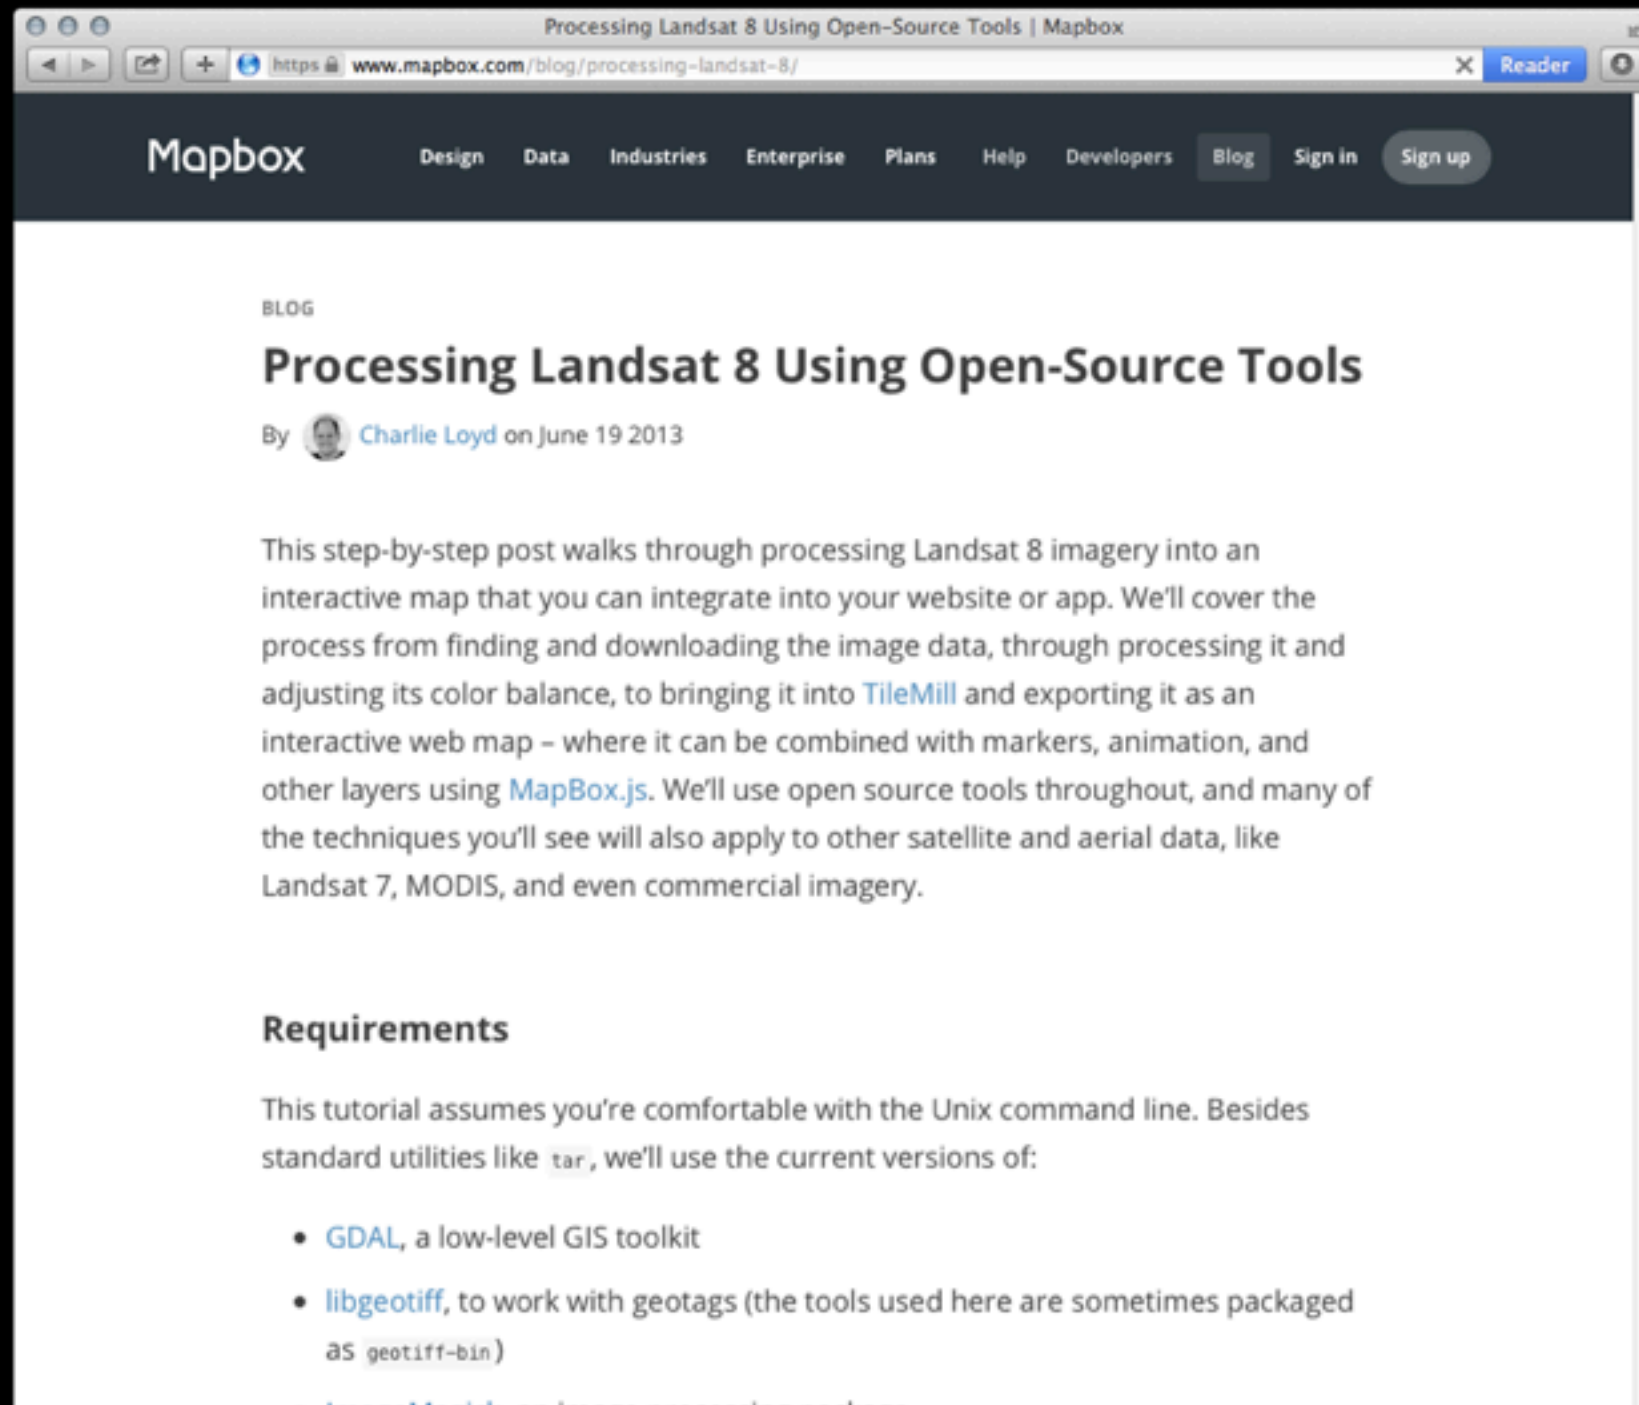 Processing Landsat 8 Using Open-Source Tools | Mapbox
https www.mapbox.com/blog/processing-landsat-8/ Reader
Mapbox Design Data Industries Enterprise Plans Help Developers Blog Sign in Sign up
BLOG
Processing Landsat 8 Using Open-Source Tools
By Charlie Loyd on June 19 2013
This step-by-step post walks through processing Landsat 8 imagery into an
interactive map that you can integrate into your website or app. We'll cover the
process from finding and downloading the image data, through processing it and
adjusting its color balance, to bringing it into TileMill and exporting it as an
interactive web map – where it can be combined with markers, animation, and
other layers using MapBox.js. We'll use open source tools throughout, and many of
the techniques you'll see will also apply to other satellite and aerial data, like
Landsat 7, MODIS, and even commercial imagery.
Requirements
This tutorial assumes you're comfortable with the Unix command line. Besides
standard utilities like tar, we'll use the current versions of:
• GDAL, a low-level GIS toolkit
• libgeotiff, to work with geotags (the tools used here are sometimes packaged
as geotiff-bin)